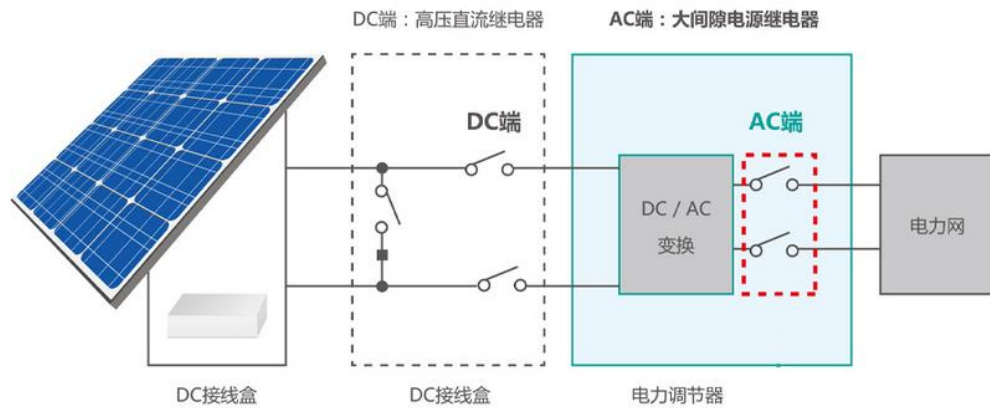 DC端：高压直流继电器
AC端：大间隙电源继电器
DC端
AC端
DC / AC
变换
电力网
DC接线盒
DC接线盒
电力调节器